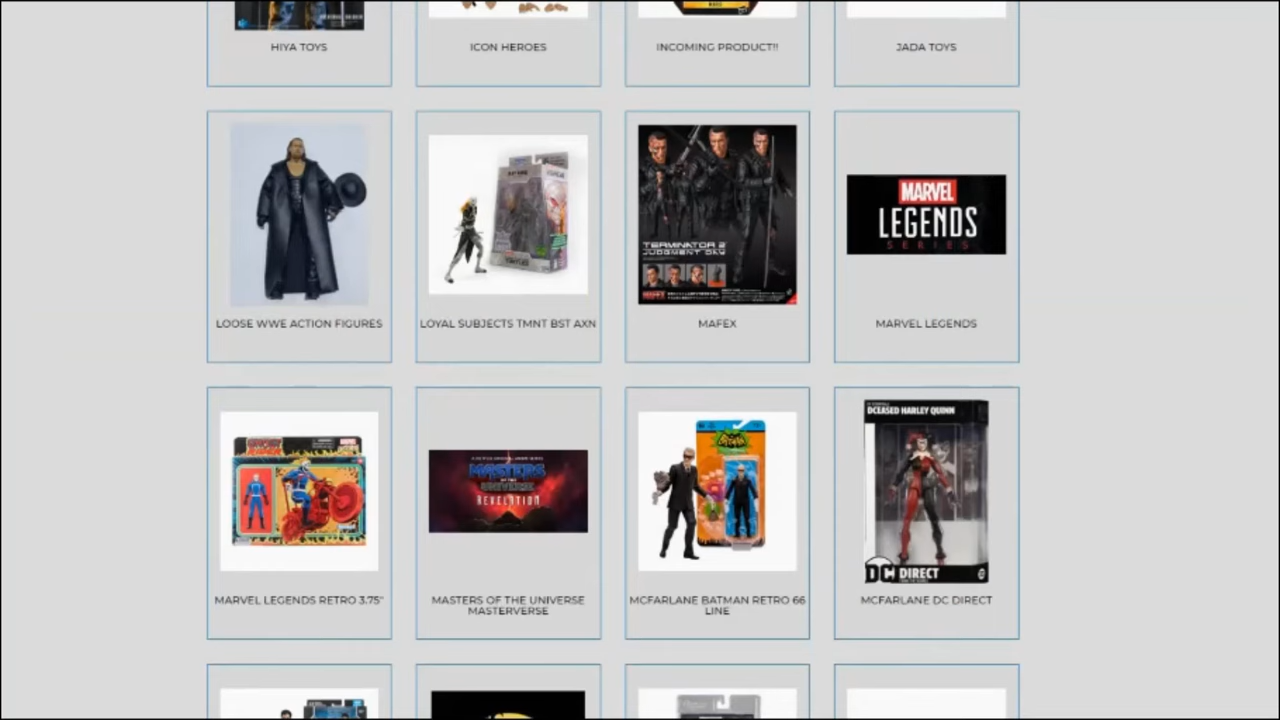 HIYA TOYS
ICON HEROES
INCOMING PRODUCT!!
JADA TOYS
TERMINATOR 2
JUDGMENT DAY
MARVEL
LEGENDS
SERIES
LOOSE WWE ACTION FIGURES
LOYAL SUBJECTS TMNT BST AXN
MAFEX
MARVEL LEGENDS
MASTERS
OF THE
UNIVERSE
REVELATION
BATMAN
DCEASED HARLEY QUINN
DC DIRECT
MARVEL LEGENDS RETRO 3.75"
MASTERS OF THE UNIVERSE
MASTERVERSE
MCFARLANE BATMAN RETRO 66
LINE
MCFARLANE DC DIRECT